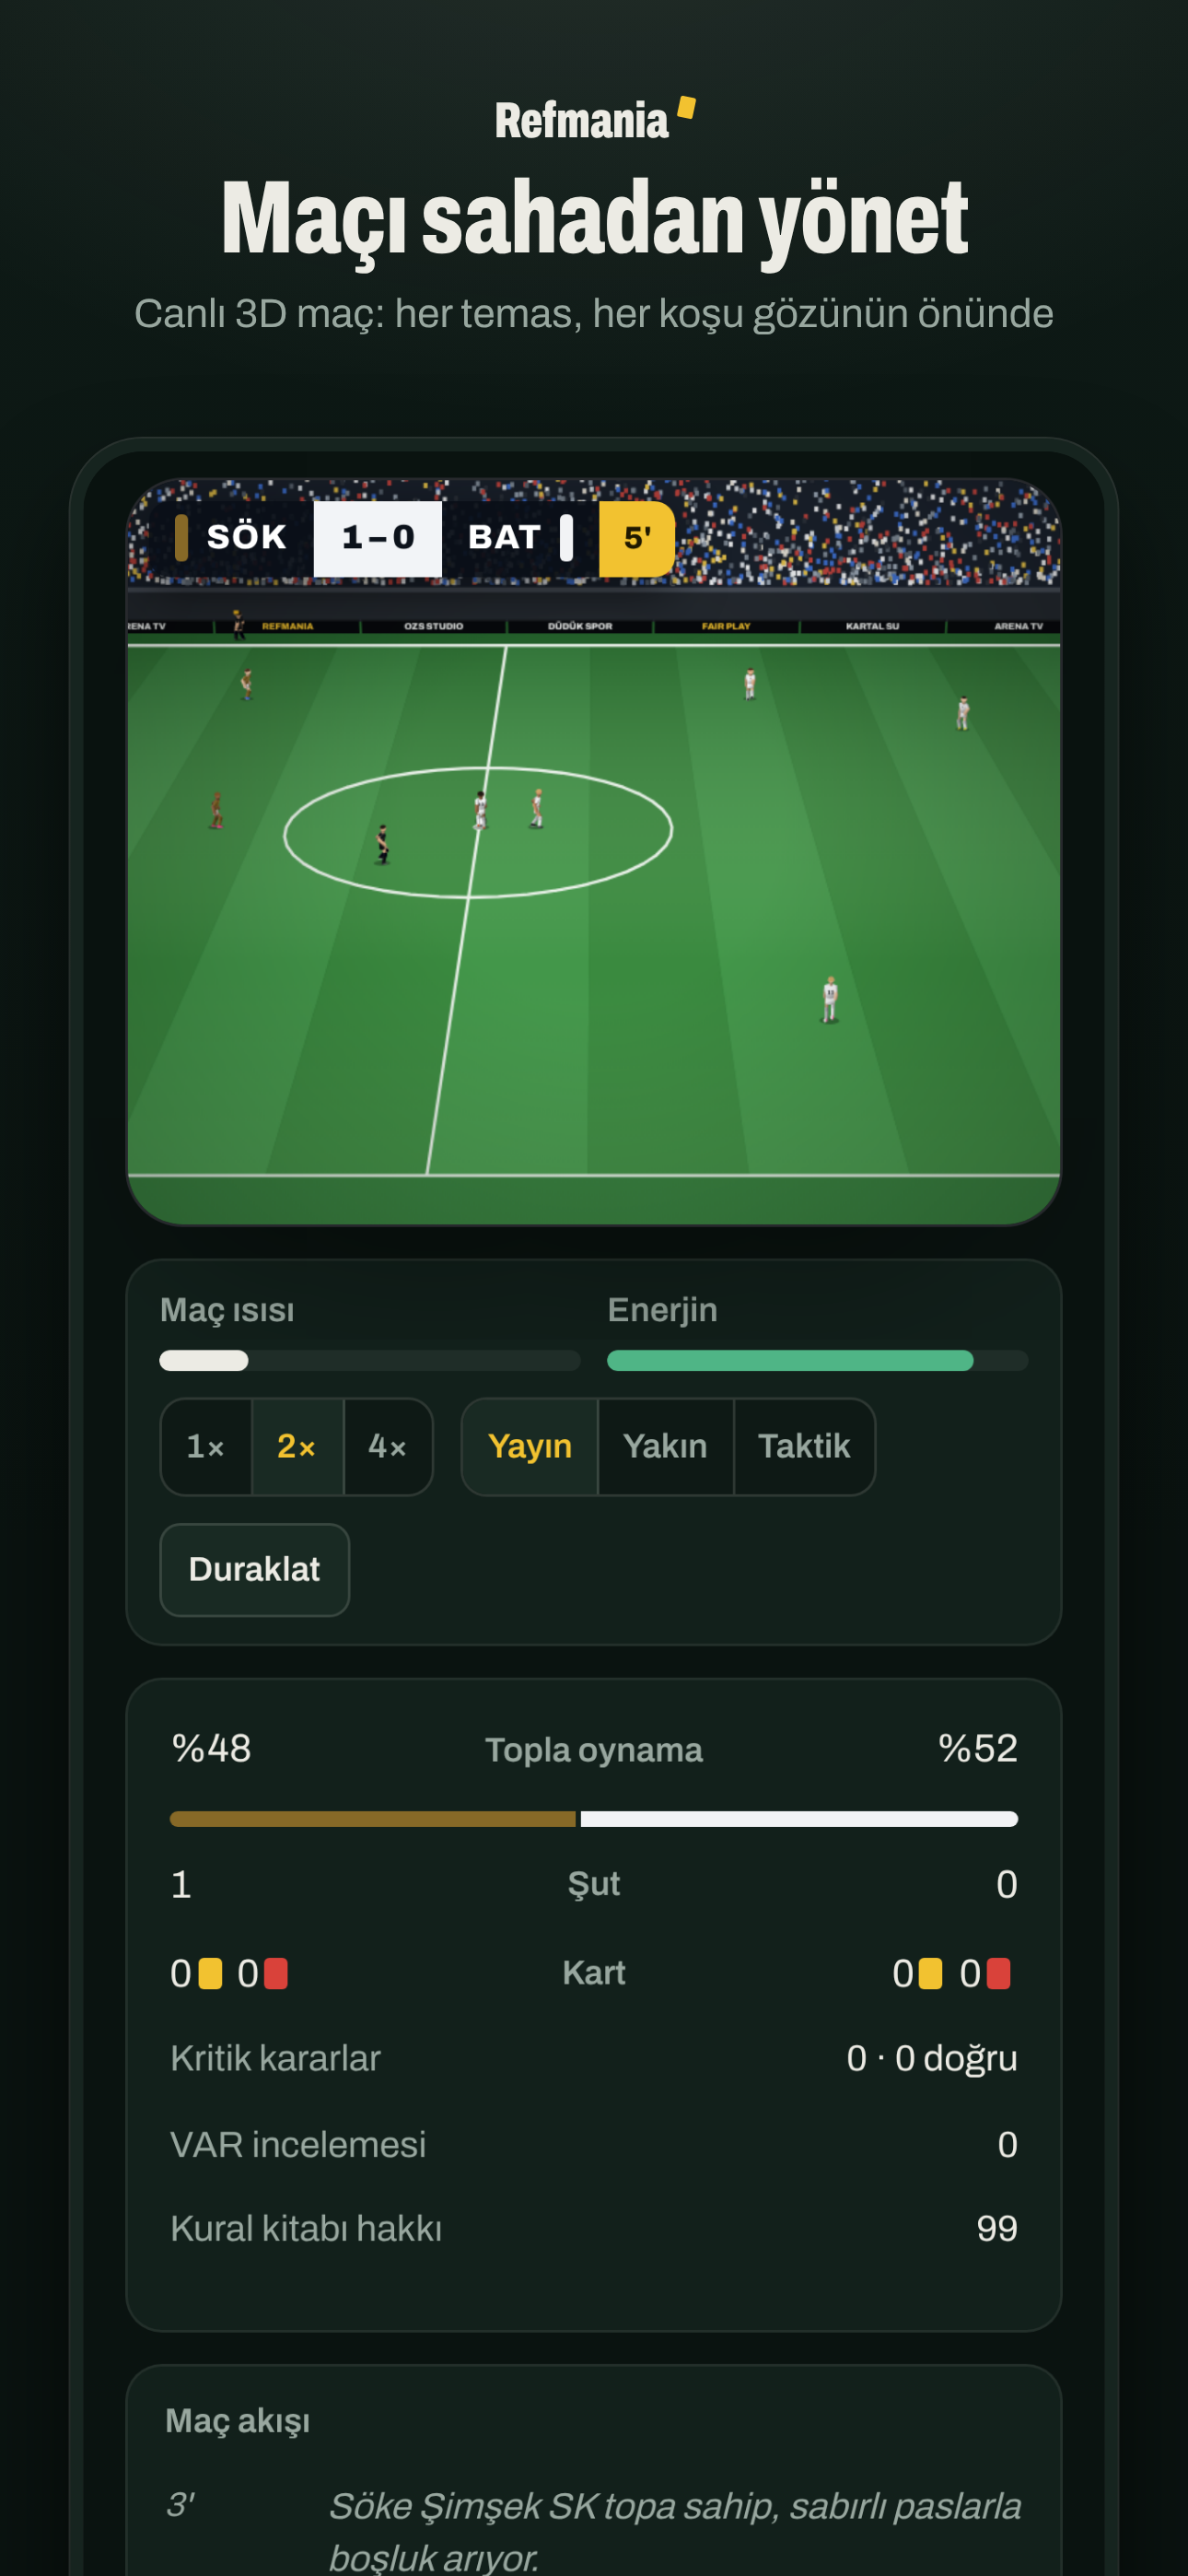 Refmania
Maçı sahadan yönet
Canlı 3D maç: her temas, her koşu gözünün önünde
SÖK 1–0 BAT 5'
RENA TV REFMANIA OZS STUDIO DÜDÜK SPOR FAIR PLAY KARTAL SU ARENA TV
Maç ısısı Enerjin
1× 2× 4× Yayın Yakın Taktik
Duraklat
%48 Topla oynama %52
1 Şut 0
0 0 Kart 0 0
Kritik kararlar 0 · 0 doğru
VAR incelemesi 0
Kural kitabı hakkı 99
Maç akışı
3' Söke Şimşek SK topa sahip, sabırlı paslarla
boşluk arıyor.